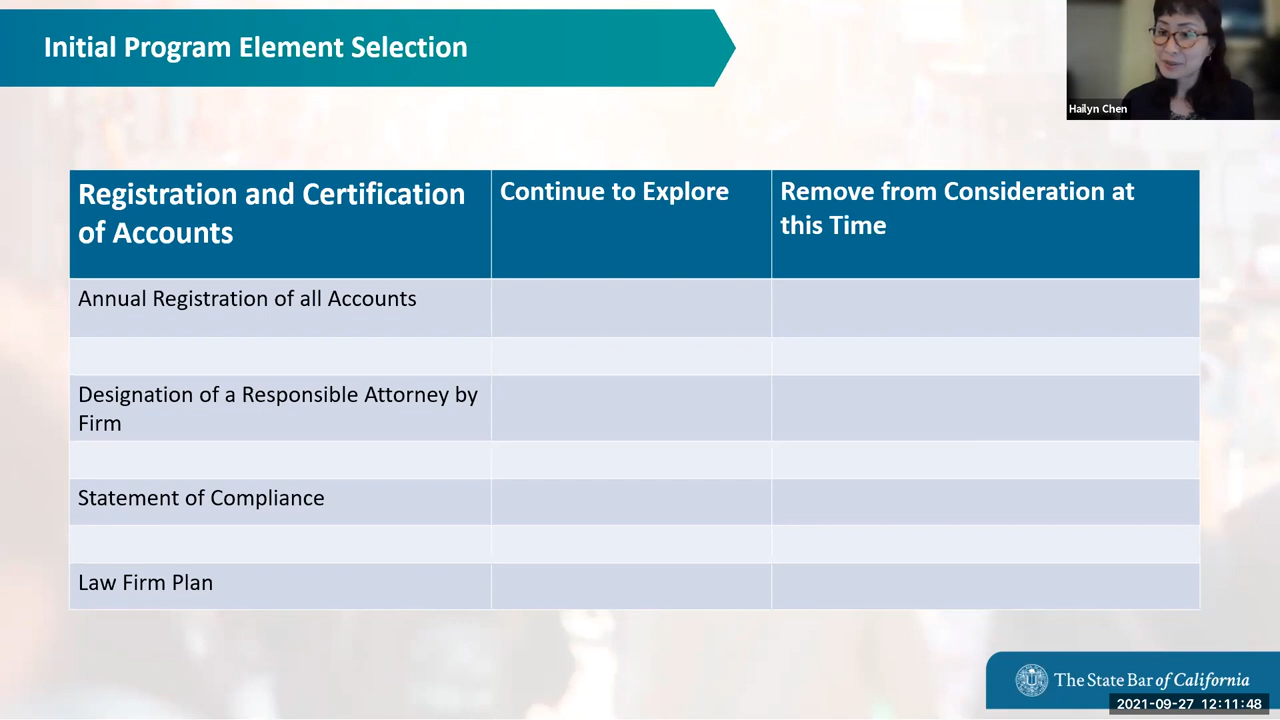 Initial Program Element Selection
Hailyn Chen
Registration and Certification
of Accounts
Continue to Explore
Remove from Consideration at
this Time
Annual Registration of all Accounts
Designation of a Responsible Attorney by
Firm
Statement of Compliance
Law Firm Plan
The State Bar of California
2021-09-27 12:11:48